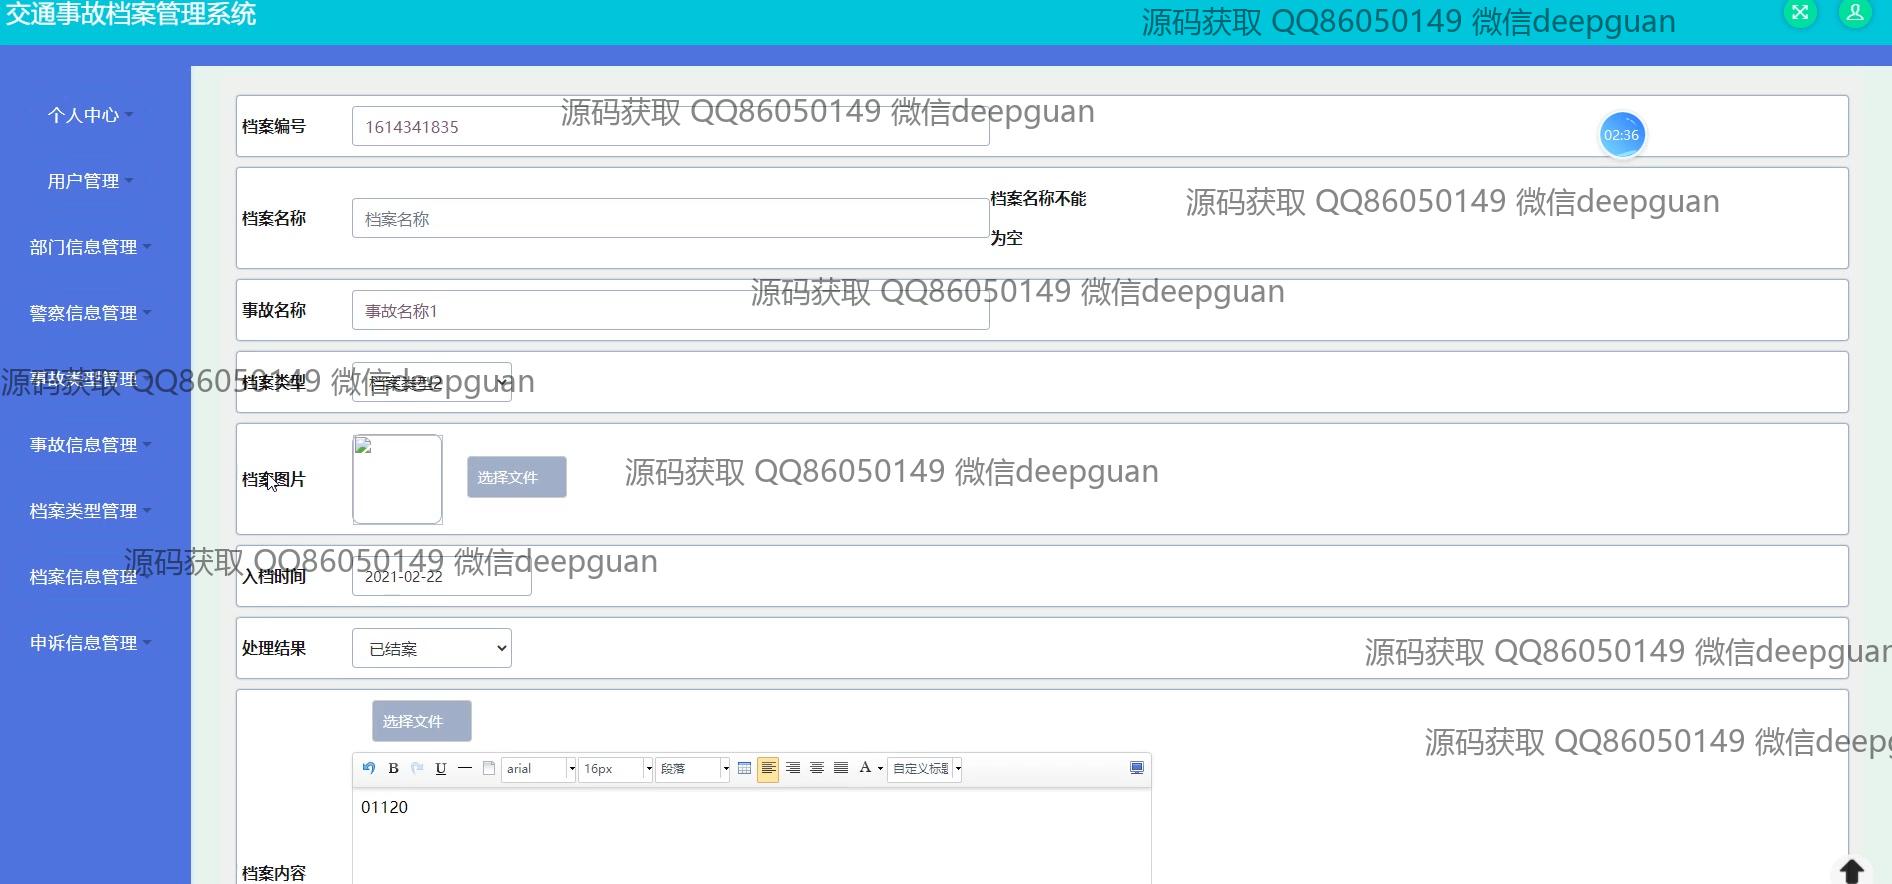 交通事故档案管理系统
源码获取 QQ86050149 微信deepguan
个人中心
用户管理
部门信息管理
警察信息管理
事故类型管理
事故信息管理
档案类型管理
档案信息管理
申诉信息管理
档案编号
1614341835
源码获取 QQ86050149 微信deepguan
02:36
档案名称
档案名称
档案名称不能
为空
源码获取 QQ86050149 微信deepguan
事故名称
事故名称1
源码获取 QQ86050149 微信deepguan
档案类型
档案类型2
源码获取 QQ86050149 微信deepguan
档案图片
选择文件
源码获取 QQ86050149 微信deepguan
入档时间
2021-02-22
源码获取 QQ86050149 微信deepguan
处理结果
已结案
源码获取 QQ86050149 微信deepguan
选择文件
源码获取 QQ86050149 微信deepg
B U arial 16px 段落 A 自定义标题
01120
档案内容